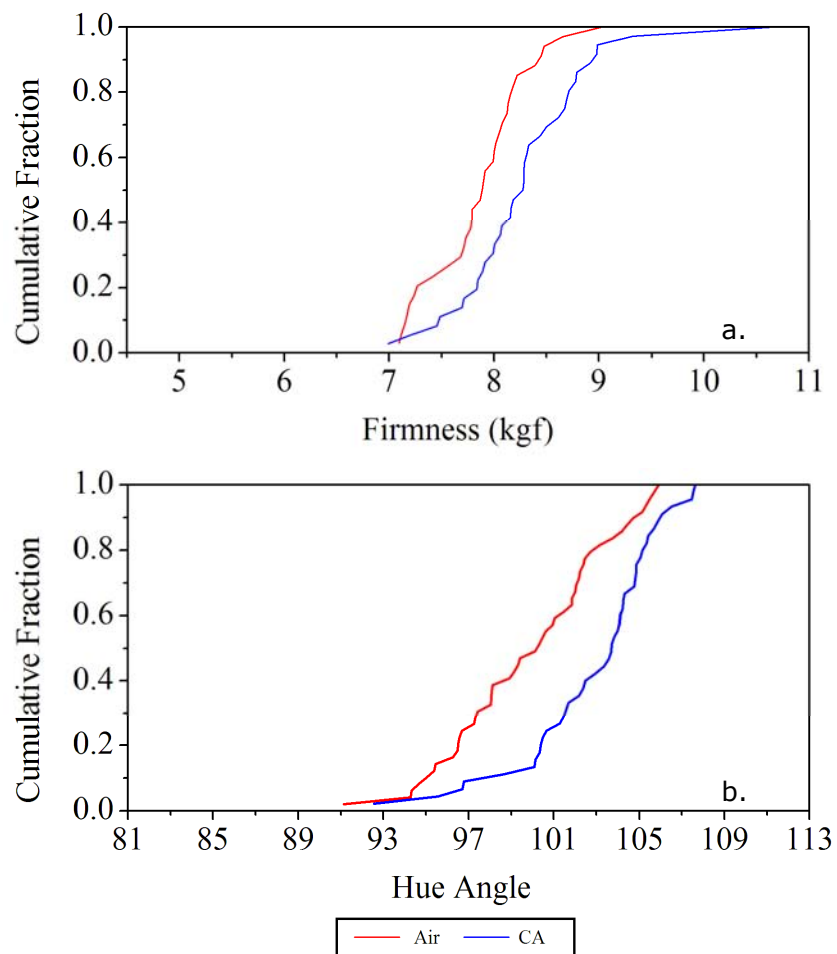 1.0
0.8
0.6
0.4
0.2
0.0
Cumulative Fraction
a.
5 6 7 8 9 10 11
Firmness (kgf)
1.0
0.8
0.6
0.4
0.2
0.0
Cumulative Fraction
b.
81 85 89 93 97 101 105 109 113
Hue Angle
Air CA